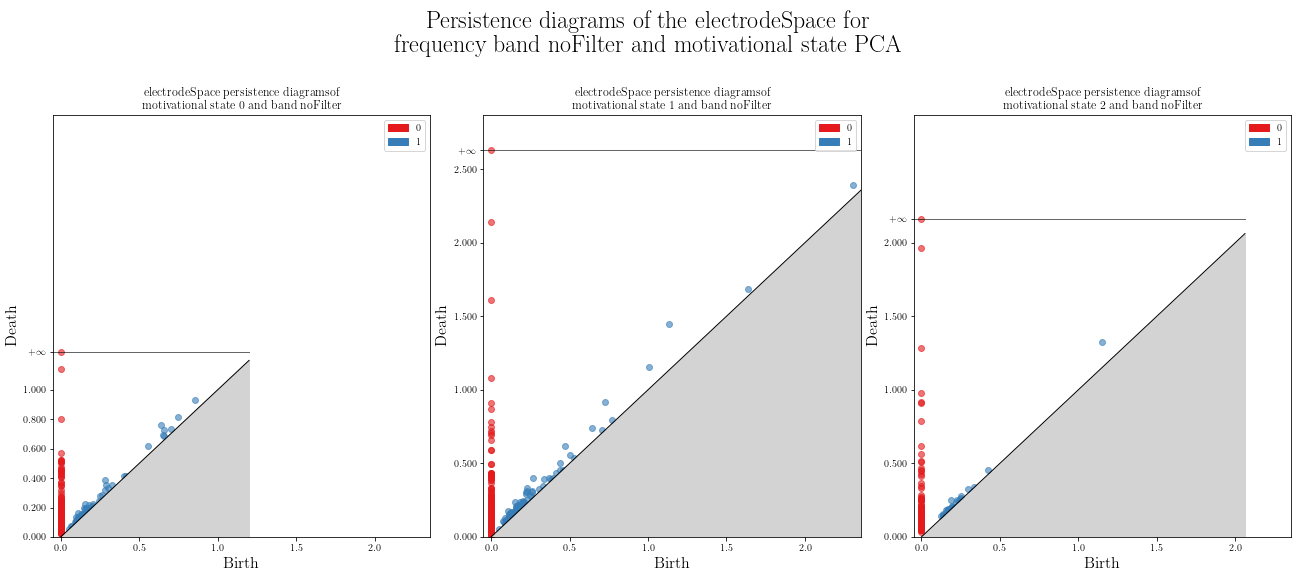 Persistence diagrams of the electrodeSpace for
frequency band noFilter and motivational state PCA
electrodeSpace persistence diagramsof
motivational state 0 and band noFilter
0
1
+∞
1.000
0.800
0.600
0.400
0.200
0.000
Death
0.0 0.5 1.0 1.5 2.0
Birth
electrodeSpace persistence diagramsof
motivational state 1 and band noFilter
0
1
+∞
2.500
2.000
1.500
1.000
0.500
0.000
Death
0.0 0.5 1.0 1.5 2.0
Birth
electrodeSpace persistence diagramsof
motivational state 2 and band noFilter
0
1
+∞
2.000
1.500
1.000
0.500
0.000
Death
0.0 0.5 1.0 1.5 2.0
Birth